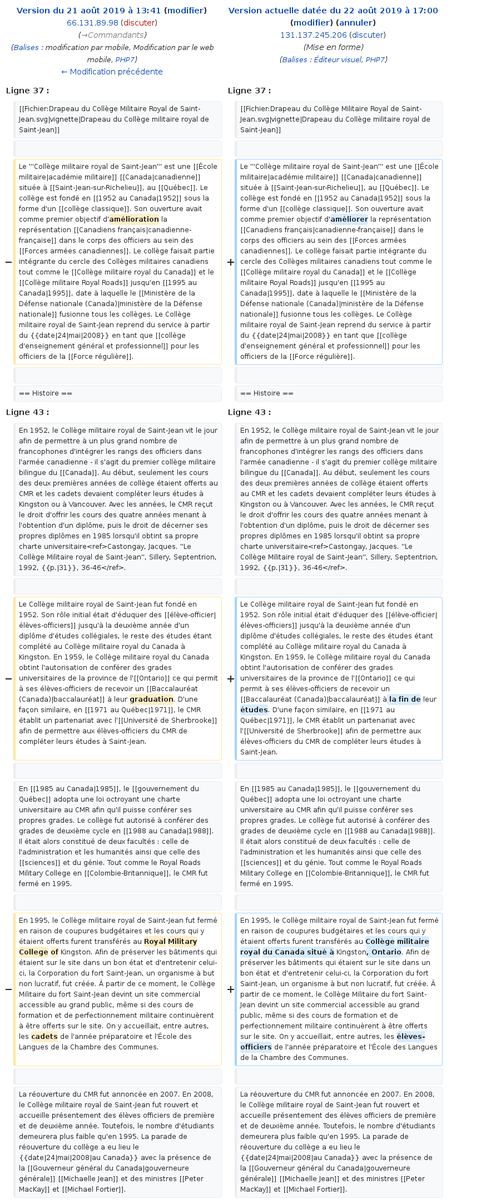 Version du 21 août 2019 à 13:41 (modifier)
66.131.89.98 (discuter)
(→Commandants)
(Balises : modification par mobile, Modification par le web
mobile, PHP7)
← Modification précédente
Version actuelle datée du 22 août 2019 à 17:00
(modifier) (annuler)
131.137.245.206 (discuter)
(Mise en forme)
(Balises : Éditeur visuel, PHP7)
Ligne 37 :
[[Fichier:Drapeau du Collège Militaire Royal de Saint-
Jean.svg|vignette|Drapeau du Collège militaire royal de
Saint-Jean]]
Le '''Collège militaire royal de Saint-Jean''' est une [[École
militaire|académie militaire]] [[Canada|canadienne]]
située à [[Saint-Jean-sur-Richelieu]], au [[Québec]]. Le
collège est fondé en [[1952 au Canada|1952]] sous la
forme d'un [[collège classique]]. Son ouverture avait
comme premier objectif d'amélioration la
représentation [[Canadiens français|canadienne-
française]] dans le corps des officiers au sein des
[[Forces armées canadiennes]]. Le collège faisait partie
− intégrante du cercle des Collèges militaires canadiens
tout comme le [[Collège militaire royal du Canada]] et le
[[Collège militaire Royal Roads]] jusqu'en [[1995 au
Canada|1995]], date à laquelle le [[Ministère de la
Défense nationale (Canada)|ministère de la Défense
nationale]] fusionne tous les collèges. Le Collège
militaire royal de Saint-Jean reprend du service à partir
du {{date|24|mai|2008}} en tant que [[collège
d'enseignement général et professionnel]] pour les
officiers de la [[Force régulière]].
== Histoire ==
Ligne 37 :
[[Fichier:Drapeau du Collège Militaire Royal de Saint-
Jean.svg|vignette|Drapeau du Collège militaire royal de
Saint-Jean]]
Le '''Collège militaire royal de Saint-Jean''' est une [[École
militaire|académie militaire]] [[Canada|canadienne]]
située à [[Saint-Jean-sur-Richelieu]], au [[Québec]]. Le
collège est fondé en [[1952 au Canada|1952]] sous la
forme d'un [[collège classique]]. Son ouverture avait
comme premier objectif d'améliorer la représentation
[[Canadiens français|canadienne-française]] dans le
corps des officiers au sein des [[Forces armées
canadiennes]]. Le collège faisait partie intégrante du
+ cercle des Collèges militaires canadiens tout comme le
[[Collège militaire royal du Canada]] et le [[Collège
militaire Royal Roads]] jusqu'en [[1995 au
Canada|1995]], date à laquelle le [[Ministère de la
Défense nationale (Canada)|ministère de la Défense
nationale]] fusionne tous les collèges. Le Collège
militaire royal de Saint-Jean reprend du service à partir
du {{date|24|mai|2008}} en tant que [[collège
d'enseignement général et professionnel]] pour les
officiers de la [[Force régulière]].
== Histoire ==
Ligne 43 :
En 1952, le Collège militaire royal de Saint-Jean vit le jour
afin de permettre à un plus grand nombre de
francophones d'intégrer les rangs des officiers dans
l'armée canadienne - il s'agit du premier collège militaire
bilingue du [[Canada]]. Au début, seulement les cours
des deux premières années de collège étaient offerts au
CMR et les cadets devaient compléter leurs études à
Kingston ou à Vancouver. Avec les années, le CMR reçut
le droit d'offrir les cours des quatre années menant à
l'obtention d'un diplôme, puis le droit de décerner ses
propres diplômes en 1985 lorsqu'il obtint sa propre
charte universitaire<ref>Castongay, Jacques. ''Le
Collège Militaire royal de Saint-Jean'', Sillery, Septentrion,
1992, {{p.|31}}, 36-46</ref>.
Le Collège militaire royal de Saint-Jean fut fondé en
1952. Son rôle initial était d'éduquer des [[élève-officier|
élèves-officiers]] jusqu'à la deuxième année d'un
diplôme d'études collégiales, le reste des études étant
complété au Collège militaire royal du Canada à
Kingston. En 1959, le Collège militaire royal du Canada
obtint l'autorisation de conférer des grades
− universitaires de la province de l'[[Ontario]] ce qui permit
à ses élèves-officiers de recevoir un [[Baccalauréat
(Canada)|baccalauréat]] à leur graduation. D'une
façon similaire, en [[1971 au Québec|1971]], le CMR
établit un partenariat avec l'[[Université de Sherbrooke]]
afin de permettre aux élèves-officiers du CMR de
compléter leurs études à Saint-Jean.
En [[1985 au Canada|1985]], le [[gouvernement du
Québec]] adopta une loi octroyant une charte
universitaire au CMR afin qu'il puisse conférer ses
propres grades. Le collège fut autorisé à conférer des
grades de deuxième cycle en [[1988 au Canada|1988]].
Il était alors constitué de deux facultés : celle de
l'administration et les humanités ainsi que celle des
[[sciences]] et du génie. Tout comme le Royal Roads
Military College en [[Colombie-Britannique]], le CMR fut
fermé en 1995.
En 1995, le Collège militaire royal de Saint-Jean fut fermé
en raison de coupures budgétaires et les cours qui y
étaient offerts furent transférés au Royal Military
College of Kingston. Afin de préserver les bâtiments qui
étaient sur le site dans un bon état et d'entretenir celui-
ci, la Corporation du fort Saint-Jean, un organisme à but
− non lucratif, fut créée. À partir de ce moment, le Collège
Militaire du fort Saint-Jean devint un site commercial
accessible au grand public, même si des cours de
formation et de perfectionnement militaire continuèrent
à être offerts sur le site. On y accueillait, entre autres,
les cadets de l'année préparatoire et l'École des
Langues de la Chambre des Communes.
La réouverture du CMR fut annoncée en 2007. En 2008,
le Collège militaire royal de Saint-Jean fut rouvert et
accueille présentement des élèves officiers de première
et de deuxième année. Toutefois, le nombre d'étudiants
demeurera plus faible qu'en 1995. La parade de
réouverture du collège a eu lieu le
{{date|24|mai|2008|au Canada}} avec la présence de
la [[Gouverneur général du Canada|gouverneure
générale]] [[Michaëlle Jean]] et des ministres [[Peter
MacKay]] et [[Michael Fortier]].
Ligne 43 :
En 1952, le Collège militaire royal de Saint-Jean vit le jour
afin de permettre à un plus grand nombre de
francophones d'intégrer les rangs des officiers dans
l'armée canadienne - il s'agit du premier collège militaire
bilingue du [[Canada]]. Au début, seulement les cours
des deux premières années de collège étaient offerts au
CMR et les cadets devaient compléter leurs études à
Kingston ou à Vancouver. Avec les années, le CMR reçut
le droit d'offrir les cours des quatre années menant à
l'obtention d'un diplôme, puis le droit de décerner ses
propres diplômes en 1985 lorsqu'il obtint sa propre
charte universitaire<ref>Castongay, Jacques. ''Le
Collège Militaire royal de Saint-Jean'', Sillery, Septentrion,
1992, {{p.|31}}, 36-46</ref>.
Le Collège militaire royal de Saint-Jean fut fondé en
1952. Son rôle initial était d'éduquer des [[élève-officier|
élèves-officiers]] jusqu'à la deuxième année d'un
diplôme d'études collégiales, le reste des études étant
complété au Collège militaire royal du Canada à
Kingston. En 1959, le Collège militaire royal du Canada
obtint l'autorisation de conférer des grades
+ universitaires de la province de l'[[Ontario]] ce qui
permit à ses élèves-officiers de recevoir un
[[Baccalauréat (Canada)|baccalauréat]] à la fin de leur
études. D'une façon similaire, en [[1971 au
Québec|1971]], le CMR établit un partenariat avec
l'[[Université de Sherbrooke]] afin de permettre aux
élèves-officiers du CMR de compléter leurs études à
Saint-Jean.
En [[1985 au Canada|1985]], le [[gouvernement du
Québec]] adopta une loi octroyant une charte
universitaire au CMR afin qu'il puisse conférer ses
propres grades. Le collège fut autorisé à conférer des
grades de deuxième cycle en [[1988 au Canada|1988]].
Il était alors constitué de deux facultés : celle de
l'administration et les humanités ainsi que celle des
[[sciences]] et du génie. Tout comme le Royal Roads
Military College en [[Colombie-Britannique]], le CMR fut
fermé en 1995.
En 1995, le Collège militaire royal de Saint-Jean fut fermé
en raison de coupures budgétaires et les cours qui y
étaient offerts furent transférés au Collège militaire
royal du Canada situé à Kingston, Ontario. Afin de
préserver les bâtiments qui étaient sur le site dans un
bon état et d'entretenir celui-ci, la Corporation du fort
Saint-Jean, un organisme à but non lucratif, fut créée. À
+ partir de ce moment, le Collège Militaire du fort Saint-
Jean devint un site commercial accessible au grand
public, même si des cours de formation et de
perfectionnement militaire continuèrent à être offerts
sur le site. On y accueillait, entre autres, les élèves-
officiers de l'année préparatoire et l'École des Langues
de la Chambre des Communes.
La réouverture du CMR fut annoncée en 2007. En 2008,
le Collège militaire royal de Saint-Jean fut rouvert et
accueille présentement des élèves officiers de première
et de deuxième année. Toutefois, le nombre d'étudiants
demeurera plus faible qu'en 1995. La parade de
réouverture du collège a eu lieu le
{{date|24|mai|2008|au Canada}} avec la présence de
la [[Gouverneur général du Canada|gouverneure
générale]] [[Michaëlle Jean]] et des ministres [[Peter
MacKay]] et [[Michael Fortier]].